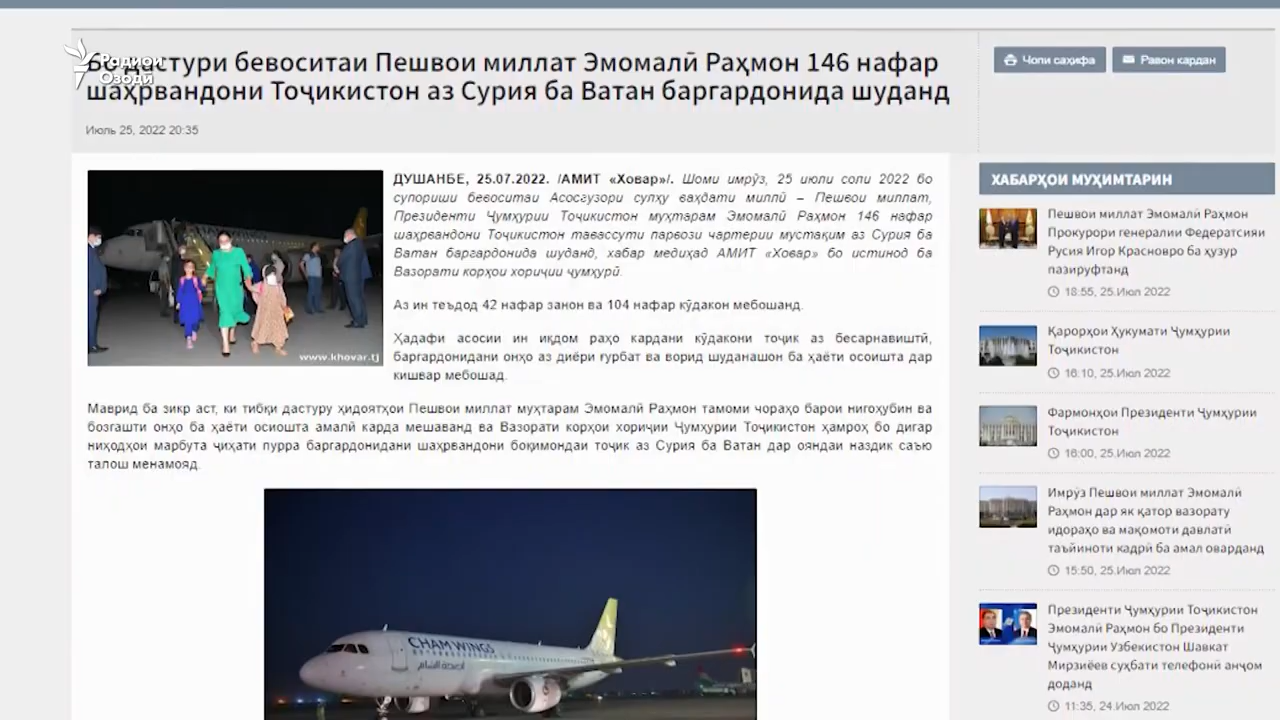 Радиои
Озодӣ
Бо дастури бевоситаи Пешвои миллат Эмомалӣ Раҳмон 146 нафар
шаҳрвандони Тоҷикистон аз Сурия ба Ватан баргардонида шуданд
Июль 25, 2022 20:35
Чопи саҳифа
Равон кардан
ДУШАНБЕ, 25.07.2022. /АМИТ «Ховар»/. Шоми имрӯз, 25 июли соли 2022 бо
супориши бевоситаи Асосгузори сулҳу ваҳдати миллӣ – Пешвои миллат,
Президенти Ҷумҳурии Тоҷикистон муҳтарам Эмомалӣ Раҳмон 146 нафар
шаҳрвандони Тоҷикистон тавассути парвози чартерии мустақим аз Сурия ба
Ватан баргардонида шуданд, хабар медиҳад АМИТ «Ховар» бо истинод ба
Вазорати корҳои хориҷии ҷумҳурӣ.
Аз ин теъдод 42 нафар занон ва 104 нафар кӯдакон мебошанд.
Ҳадафи асосии ин иқдом раҳо кардани кӯдакони тоҷик аз бесарнавиштӣ,
баргардонидани онҳо аз диёри ғурбат ва ворид шуданашон ба ҳаёти осоишта дар
кишвар мебошад.
www.khovar.tj
Маврид ба зикр аст, ки тибқи дастуру ҳидоятҳои Пешвои миллат муҳтарам Эмомалӣ Раҳмон тамоми чораҳо барои нигоҳубин ва
бозгашти онҳо ба ҳаёти осиошта амалӣ карда мешаванд ва Вазорати корҳои хориҷии Ҷумҳурии Тоҷикистон ҳамроҳ бо дигар
ниҳодҳои марбута ҷиҳати пурра баргардонидани шаҳрвандони боқимондаи тоҷик аз Сурия ба Ватан дар ояндаи наздик саъю
талош менамояд.
CHAM WINGS
أجنحة الشام
ХАБАРҲОИ МУҲИМТАРИН
Пешвои миллат Эмомалӣ Раҳмон
Прокурори генералии Федератсияи
Русия Игор Красновро ба ҳузур
пазируфтанд
18:55, 25.Июл 2022
Қарорҳои Ҳукумати Ҷумҳурии
Тоҷикистон
16:10, 25.Июл 2022
Фармонҳои Президенти Ҷумҳурии
Тоҷикистон
16:00, 25.Июл 2022
Имрӯз Пешвои миллат Эмомалӣ
Раҳмон дар як қатор вазорату
идораҳо ва мақомоти давлатӣ
таъйиноти кадрӣ ба амал оварданд
15:50, 25.Июл 2022
Президенти Ҷумҳурии Тоҷикистон
Эмомалӣ Раҳмон бо Президенти
Ҷумҳурии Узбекистон Шавкат
Мирзиёев суҳбати телефонӣ анҷом
доданд
11:35, 24.Июл 2022